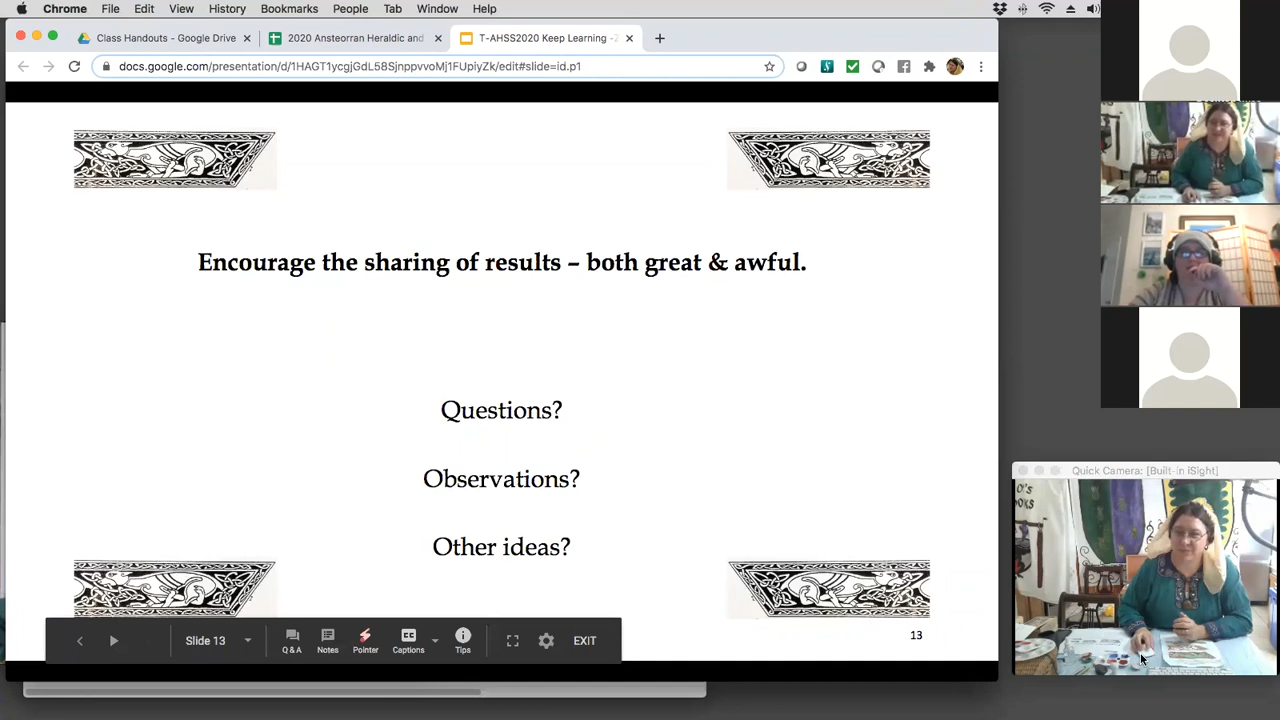 Chrome File Edit View History Bookmarks People Tab Window Help
Class Handouts - Google Drive
2020 Ansteorran Heraldic and
T-AHSS2020 Keep Learning -
docs.google.com/presentation/d/1HAGT1ycgjGdL58SjnppvvoMj1FUpiyZk/edit#slide=id.p1
Encourage the sharing of results – both great & awful.
Questions?
Observations?
Other ideas?
13
Slide 13
Q & A
Notes
Pointer
Captions
Tips
EXIT
Quick Camera: [Built-in iSight]